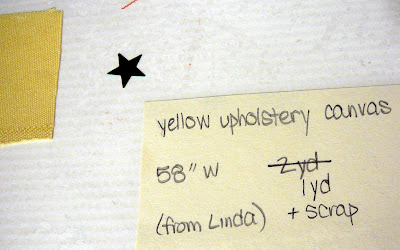 yellow upholstery canvas
58" W 2 yd
1 yd
(from Linda) + scrap